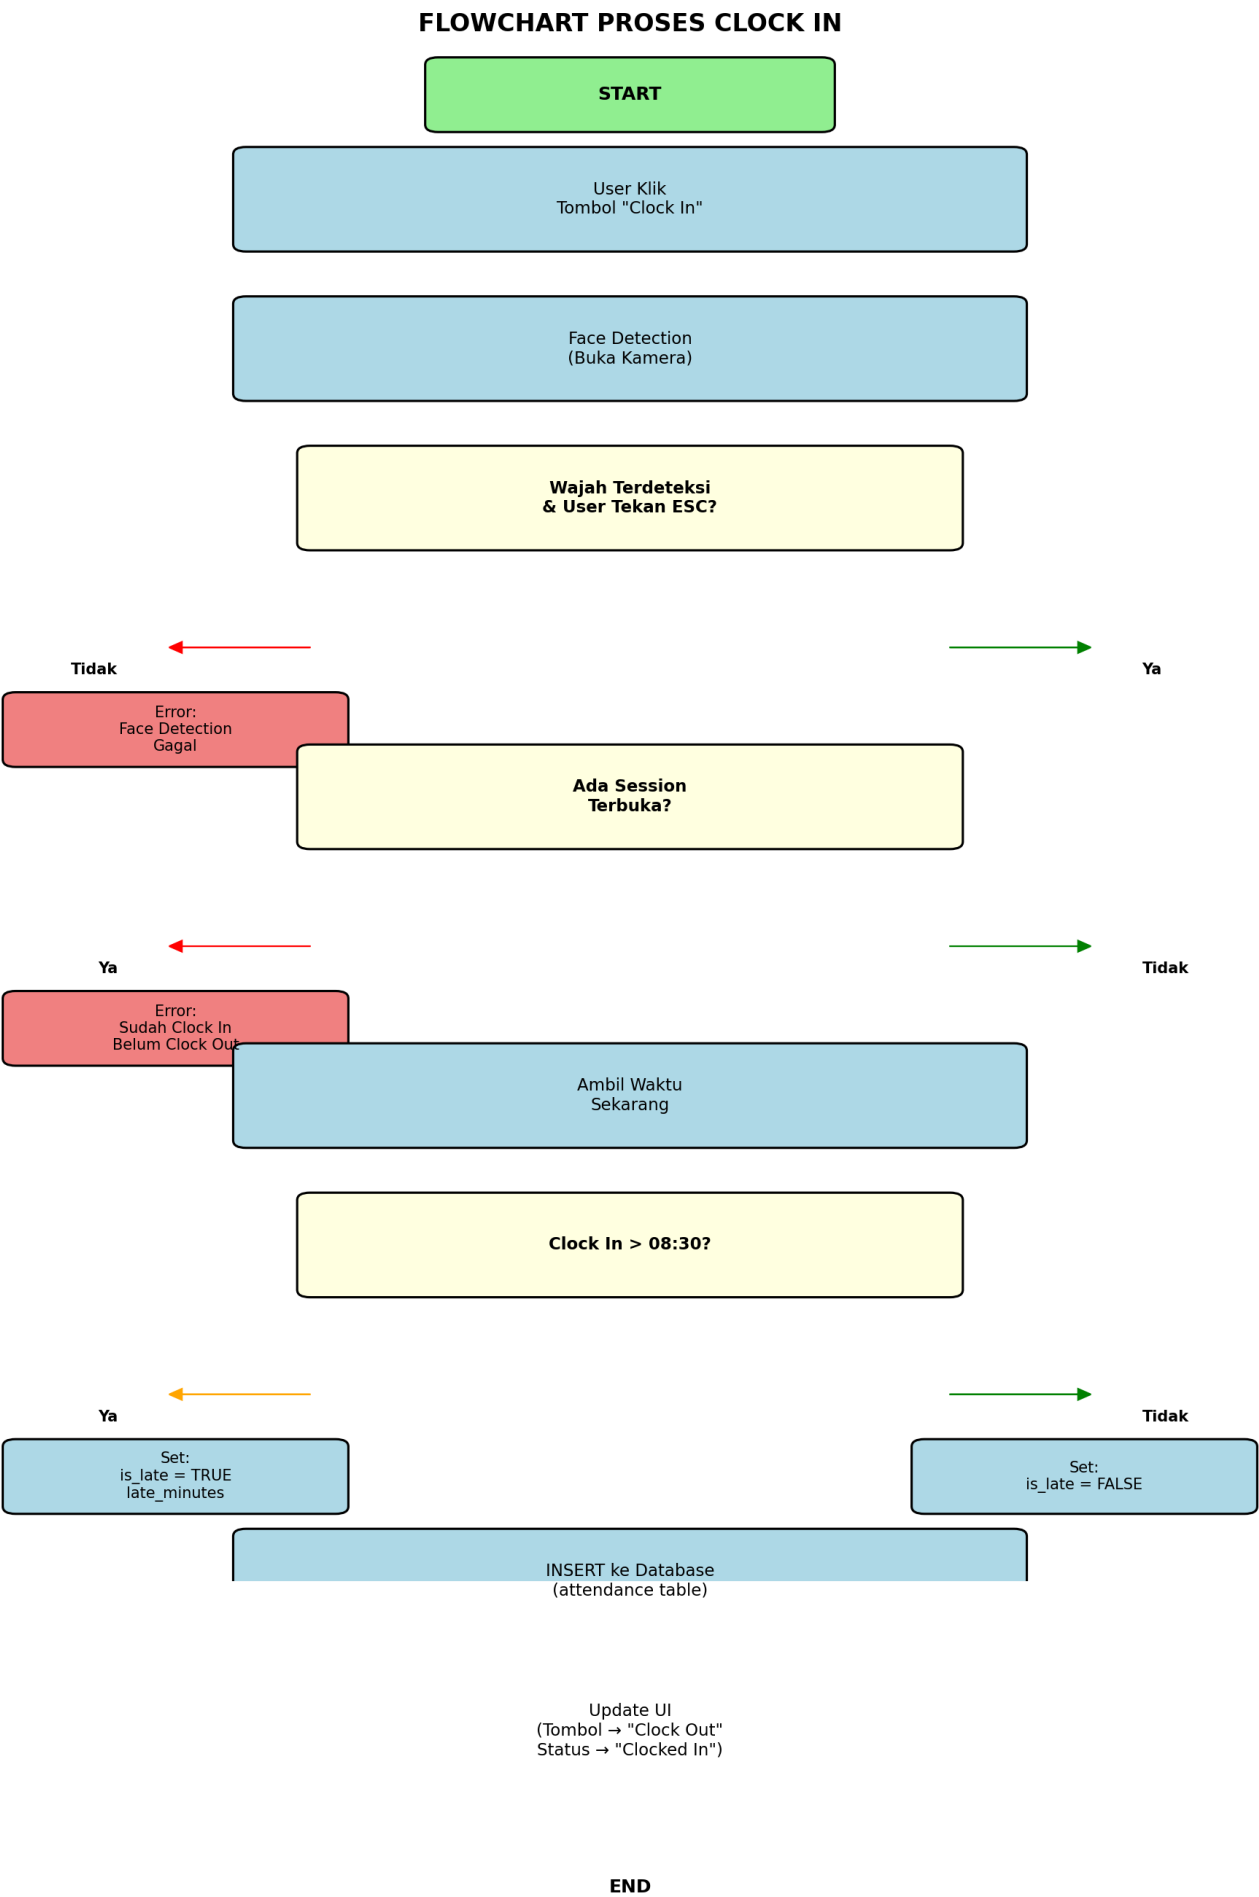 FLOWCHART PROSES CLOCK IN
START
User Klik
Tombol "Clock In"
Face Detection
(Buka Kamera)
Wajah Terdeteksi
& User Tekan ESC?
Tidak
Ya
Error:
Face Detection
Gagal
Ada Session
Terbuka?
Ya
Tidak
Error:
Sudah Clock In
Belum Clock Out
Ambil Waktu
Sekarang
Clock In > 08:30?
Ya
Tidak
Set:
is_late = TRUE
late_minutes
Set:
is_late = FALSE
INSERT ke Database
(attendance table)
Update UI
(Tombol → "Clock Out"
Status → "Clocked In")
END